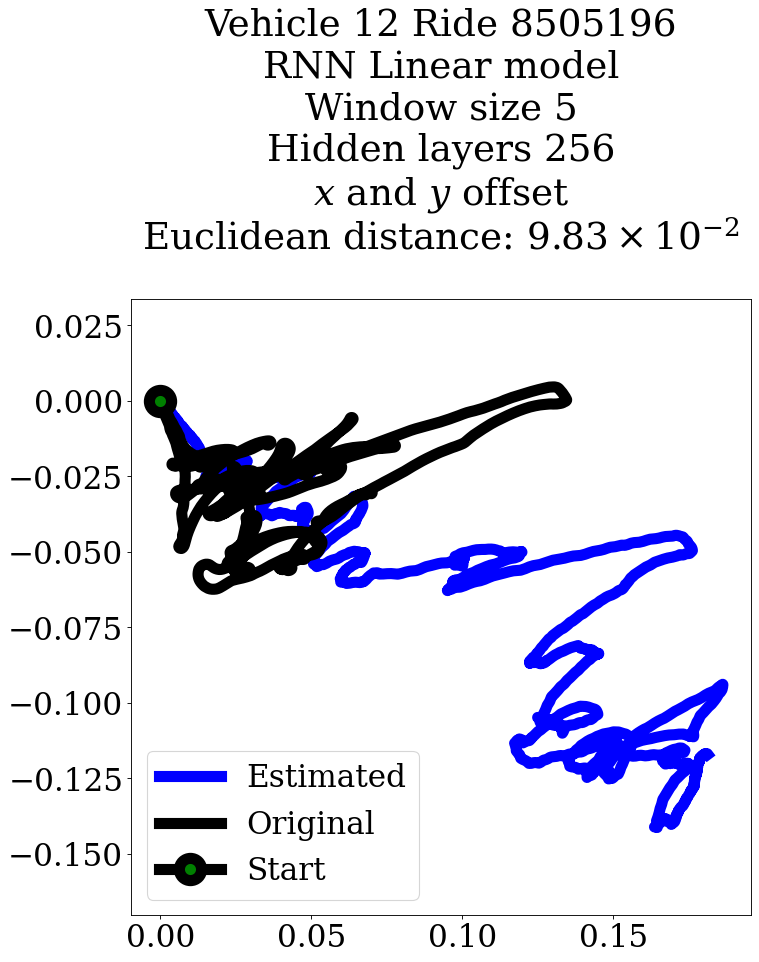 Vehicle 12 Ride 8505196
RNN Linear model
Window size 5
Hidden layers 256
x and y offset
Euclidean distance: 9.83 × 10⁻²
0.025
0.000
−0.025
−0.050
−0.075
−0.100
−0.125
−0.150
Estimated
Original
Start
0.00 0.05 0.10 0.15